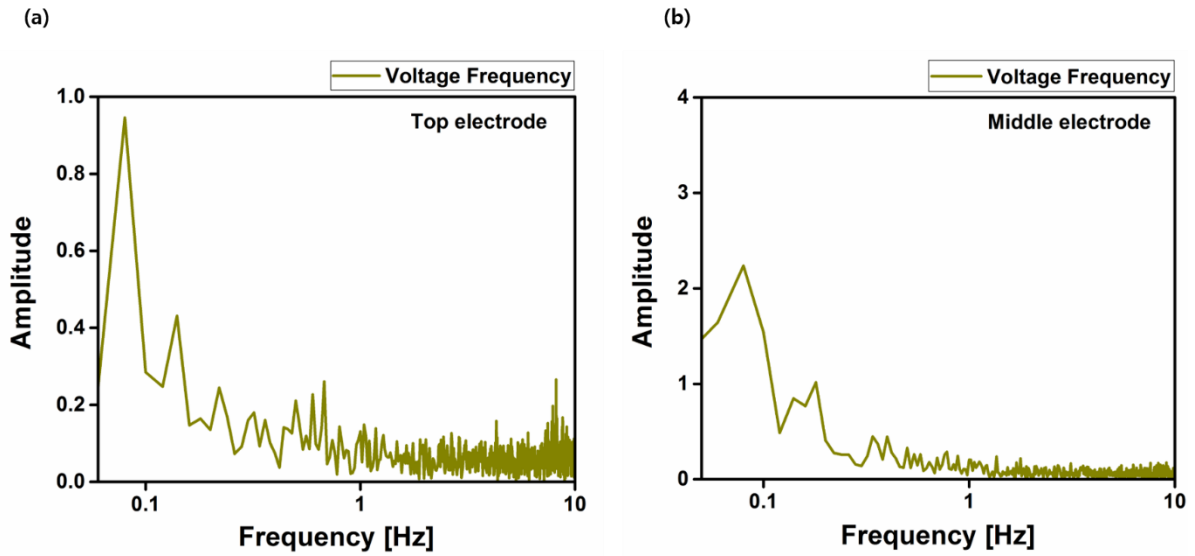 (a)
Voltage Frequency
Top electrode
Amplitude
1.0
0.8
0.6
0.4
0.2
0.0
0.1
1
10
Frequency [Hz]
(b)
Voltage Frequency
Middle electrode
Amplitude
4
3
2
1
0
0.1
1
10
Frequency [Hz]